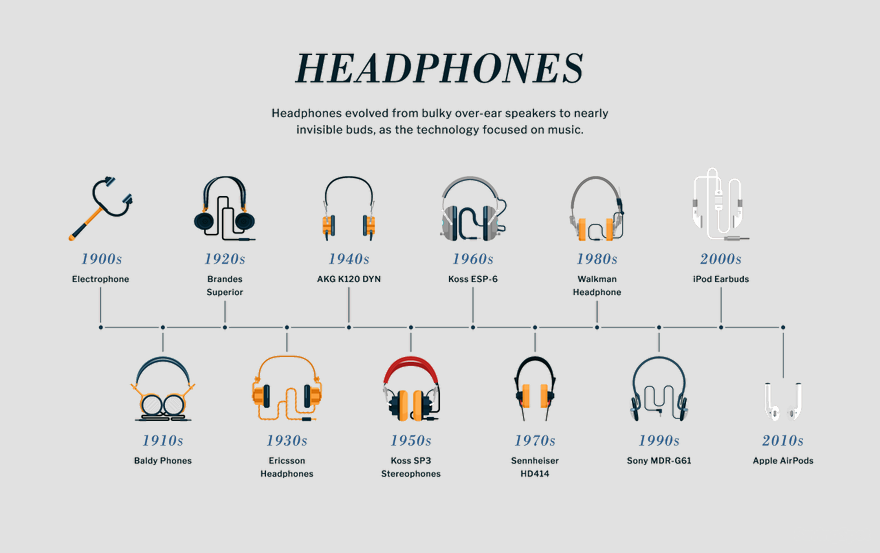 HEADPHONES
Headphones evolved from bulky over-ear speakers to nearly
invisible buds, as the technology focused on music.
1900s
Electrophone
1920s
Brandes
Superior
1940s
AKG K120 DYN
1960s
Koss ESP-6
1980s
Walkman
Headphone
2000s
iPod Earbuds
1910s
Baldy Phones
1930s
Ericsson
Headphones
1950s
Koss SP3
Stereophones
1970s
Sennheiser
HD414
1990s
Sony MDR-G61
2010s
Apple AirPods